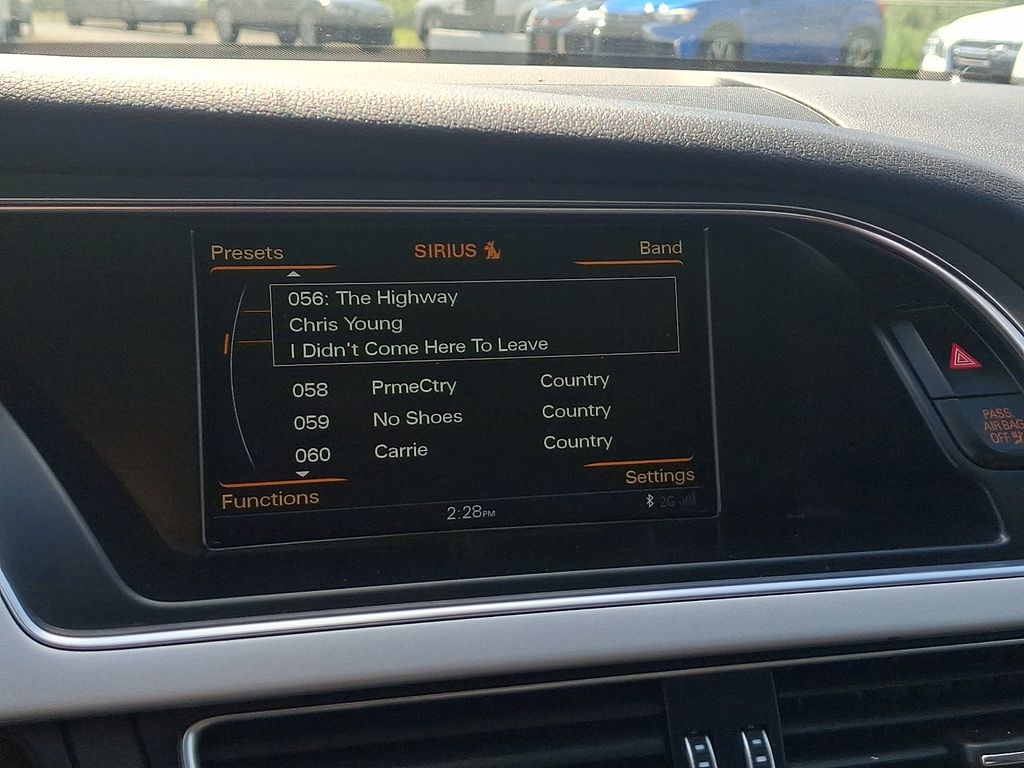 Presets SIRIUS Band
056: The Highway
Chris Young
I Didn't Come Here To Leave
058 PrmeCtry Country
059 No Shoes Country
060 Carrie Country
Functions Settings
2:28PM 2G
PASS.
AIR BAG
OFF